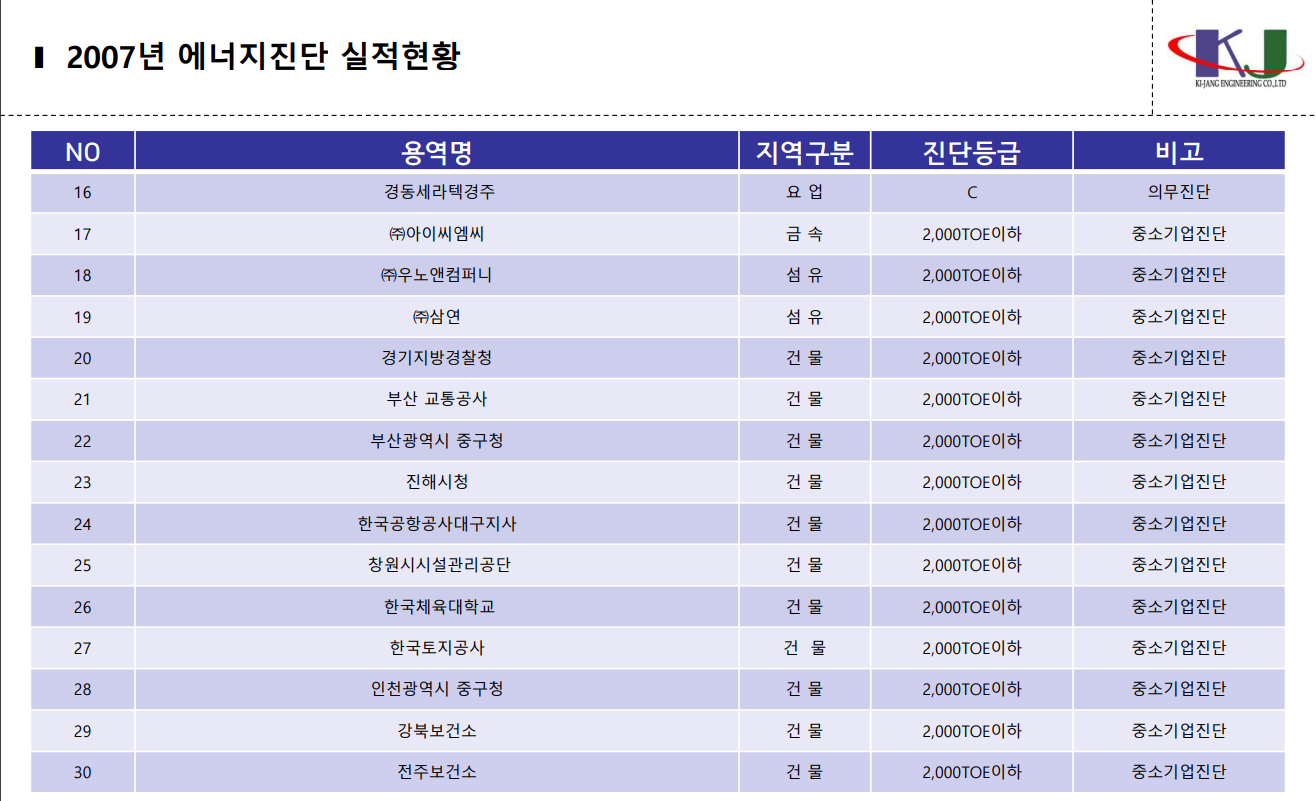 2007년 에너지진단 실적현황
KJ
KI-JANG ENGINEERING CO.,LTD
NO 용역명 지역구분 진단등급 비고
16 경동세라텍경주 요 업 C 의무진단
17 ㈜아이씨엠씨 금 속 2,000TOE이하 중소기업진단
18 ㈜우노앤컴퍼니 섬 유 2,000TOE이하 중소기업진단
19 ㈜삼연 섬 유 2,000TOE이하 중소기업진단
20 경기지방경찰청 건 물 2,000TOE이하 중소기업진단
21 부산 교통공사 건 물 2,000TOE이하 중소기업진단
22 부산광역시 중구청 건 물 2,000TOE이하 중소기업진단
23 진해시청 건 물 2,000TOE이하 중소기업진단
24 한국공항공사대구지사 건 물 2,000TOE이하 중소기업진단
25 창원시시설관리공단 건 물 2,000TOE이하 중소기업진단
26 한국체육대학교 건 물 2,000TOE이하 중소기업진단
27 한국토지공사 건 물 2,000TOE이하 중소기업진단
28 인천광역시 중구청 건 물 2,000TOE이하 중소기업진단
29 강북보건소 건 물 2,000TOE이하 중소기업진단
30 전주보건소 건 물 2,000TOE이하 중소기업진단